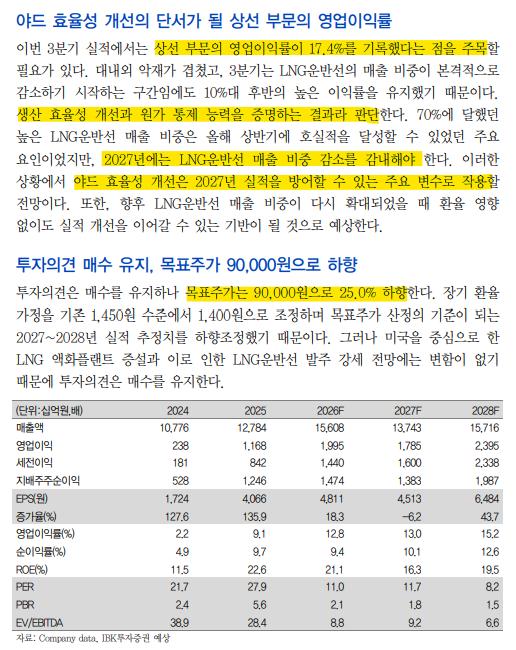 야드 효율성 개선의 단서가 될 상선 부문의 영업이익률
이번 3분기 실적에서는 상선 부문의 영업이익률이 17.4%를 기록했다는 점을 주목할
필요가 있다. 대내외 악재가 겹쳤고, 3분기는 LNG운반선의 매출 비중이 본격적으로
감소하기 시작하는 구간임에도 10%대 후반의 높은 이익률을 유지했기 때문이다.
생산 효율성 개선과 원가 통제 능력을 증명하는 결과라 판단한다. 70%에 달했던
높은 LNG운반선 매출 비중은 올해 상반기에 호실적을 달성할 수 있었던 주요
요인이었지만, 2027년에는 LNG운반선 매출 비중 감소를 감내해야 한다. 이러한
상황에서 야드 효율성 개선은 2027년 실적을 방어할 수 있는 주요 변수로 작용할
전망이다. 또한, 향후 LNG운반선 매출 비중이 다시 확대되었을 때 환율 영향
없이도 실적 개선을 이어갈 수 있는 기반이 될 것으로 예상한다.
투자의견 매수 유지, 목표주가 90,000원으로 하향
투자의견은 매수를 유지하나 목표주가는 90,000원으로 25.0% 하향한다. 장기 환율
가정을 기존 1,450원 수준에서 1,400원으로 조정하며 목표주가 산정의 기준이 되는
2027~2028년 실적 추정치를 하향조정했기 때문이다. 그러나 미국을 중심으로 한
LNG 액화플랜트 증설과 이로 인한 LNG운반선 발주 강세 전망에는 변함이 없기
때문에 투자의견은 매수를 유지한다.
(단위:십억원,배) 2024 2025 2026F 2027F 2028F
매출액 10,776 12,784 15,608 13,743 15,716
영업이익 238 1,168 1,995 1,785 2,395
세전이익 181 842 1,440 1,600 2,338
지배주주순이익 528 1,246 1,474 1,383 1,987
EPS(원) 1,724 4,066 4,811 4,513 6,484
증가율(%) 127.6 135.9 18.3 -6.2 43.7
영업이익률(%) 2.2 9.1 12.8 13.0 15.2
순이익률(%) 4.9 9.7 9.4 10.1 12.6
ROE(%) 11.5 22.6 21.1 16.3 19.5
PER 21.7 27.9 11.0 11.7 8.2
PBR 2.4 5.6 2.1 1.8 1.5
EV/EBITDA 38.9 28.4 8.8 9.2 6.6
자료: Company data, IBK투자증권 예상